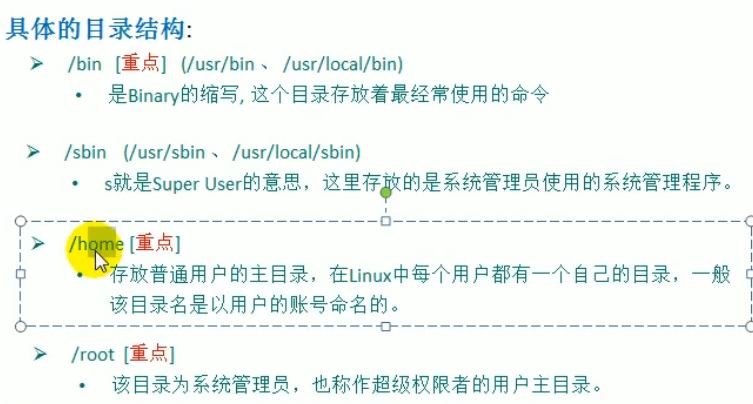 具体的目录结构:
➤ /bin [重点] (/usr/bin 、 /usr/local/bin)
• 是Binary的缩写, 这个目录存放着最经常使用的命令
➤ /sbin (/usr/sbin 、 /usr/local/sbin)
• s就是Super User的意思，这里存放的是系统管理员使用的系统管理程序。
➤ /home [重点]
• 存放普通用户的主目录，在Linux中每个用户都有一个自己的目录，一般
该目录名是以用户的账号命名的。
➤ /root [重点]
• 该目录为系统管理员，也称作超级权限者的用户主目录。